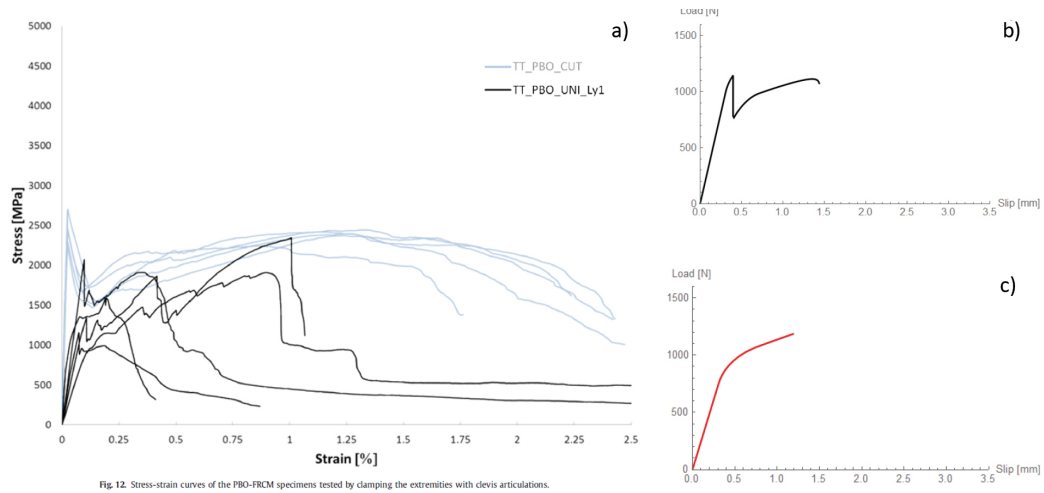 a)
5000
4500
4000
3500
3000
2500
2000
1500
1000
500
0
Stress [MPa]
TT_PBO_CUT
TT_PBO_UNI_Ly1
0 0.25 0.5 0.75 1 1.25 1.5 1.75 2 2.25 2.5
Strain [%]
Fig. 12. Stress-strain curves of the PBO-FRCM specimens tested by clamping the extremities with clevis articulations.
b)
Load [N]
1500
1000
500
0
0.0 0.5 1.0 1.5 2.0 2.5 3.0 3.5
Slip [mm]
c)
Load [N]
1500
1000
500
0
0.0 0.5 1.0 1.5 2.0 2.5 3.0 3.5
Slip [mm]